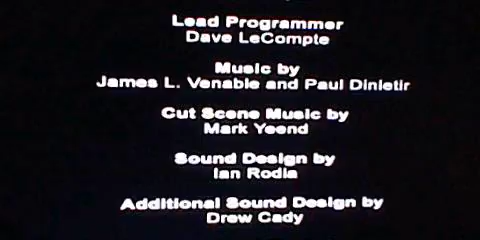 Lead Programmer
Dave LeCompte
Music by
James L. Venable and Paul Dinletir
Cut Scene Music by
Mark Yeend
Sound Design by
Ian Rodia
Additional Sound Design by
Drew Cady